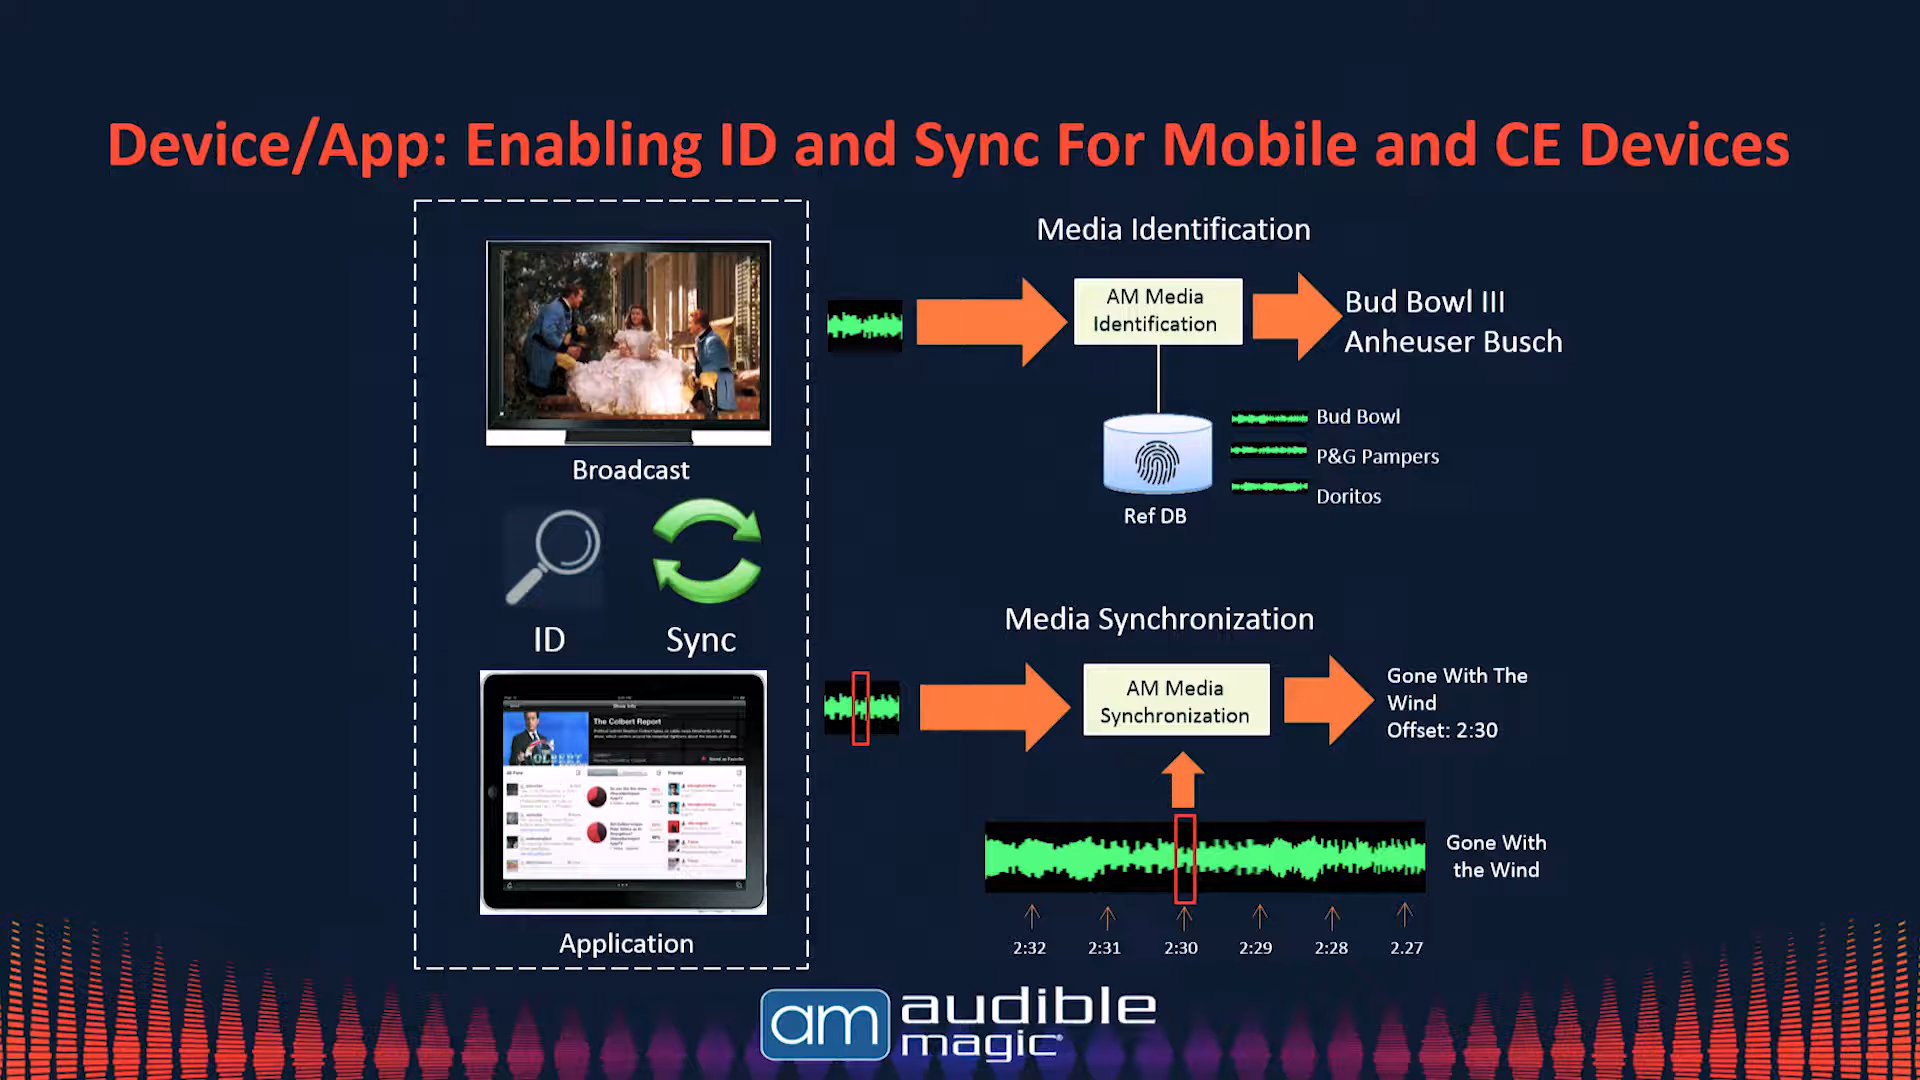 Device/App: Enabling ID and Sync For Mobile and CE Devices
Broadcast
ID
Sync
Show Info
The Colbert Report
Application
Media Identification
AM Media
Identification
Bud Bowl III
Anheuser Busch
Bud Bowl
P&G Pampers
Doritos
Ref DB
Media Synchronization
AM Media
Synchronization
Gone With The
Wind
Offset: 2:30
Gone With
the Wind
2:32
2:31
2:30
2:29
2:28
2.27
am audible
magic